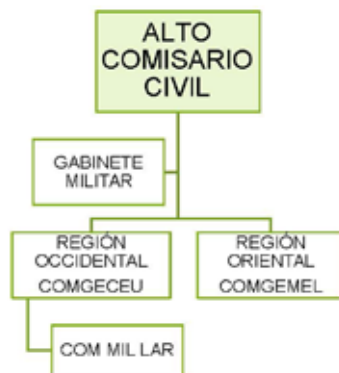 ALTO
COMISARIO
CIVIL
GABINETE
MILITAR
REGIÓN
OCCIDENTAL
COMGECEU
REGIÓN
ORIENTAL
COMGEMEL
COM MIL LAR